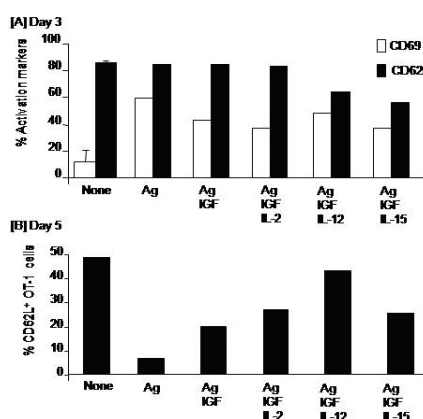 [A] Day 3
% Activation markers
100
80
60
40
20
0
CD69
CD62
None
Ag
Ag
IGF
Ag
IGF
IL-2
Ag
IGF
IL-12
Ag
IGF
IL-15
[B] Day 5
% CD62L+ OT-1 cells
50
40
30
20
10
0
None
Ag
Ag
IGF
Ag
IGF
IL-2
Ag
IGF
IL-12
Ag
IGF
IL-15